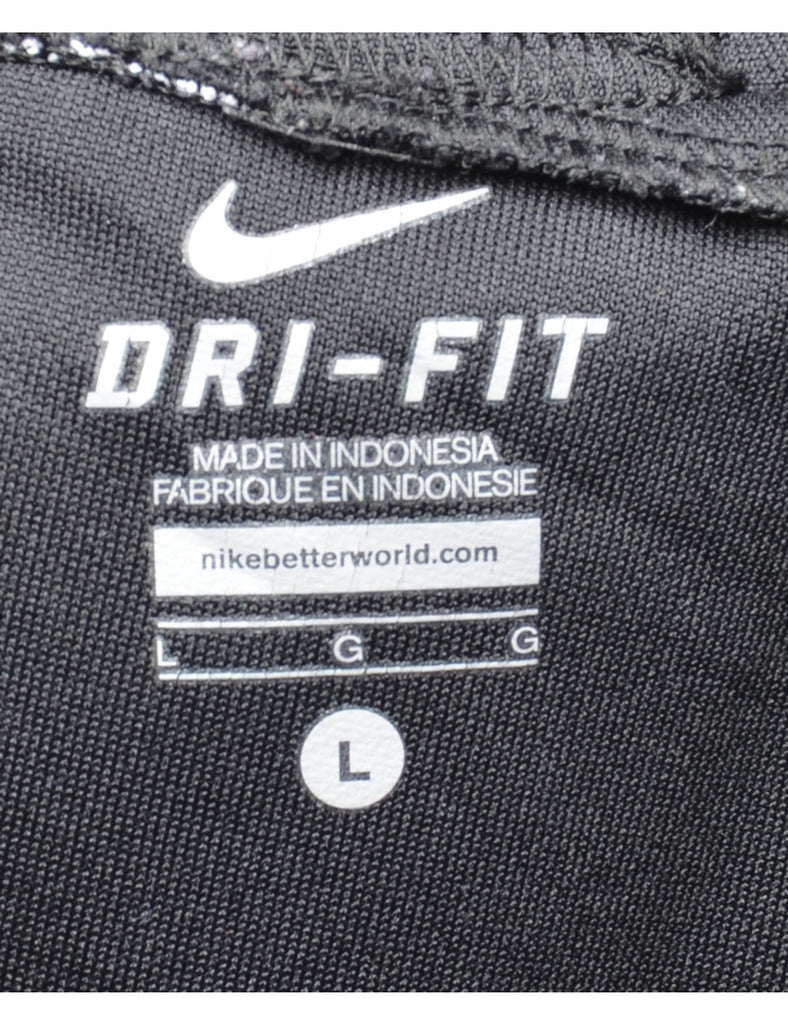 DRI-FIT
MADE IN INDONESIA
FABRIQUE EN INDONESIE
nikebetterworld.com
L G G
L